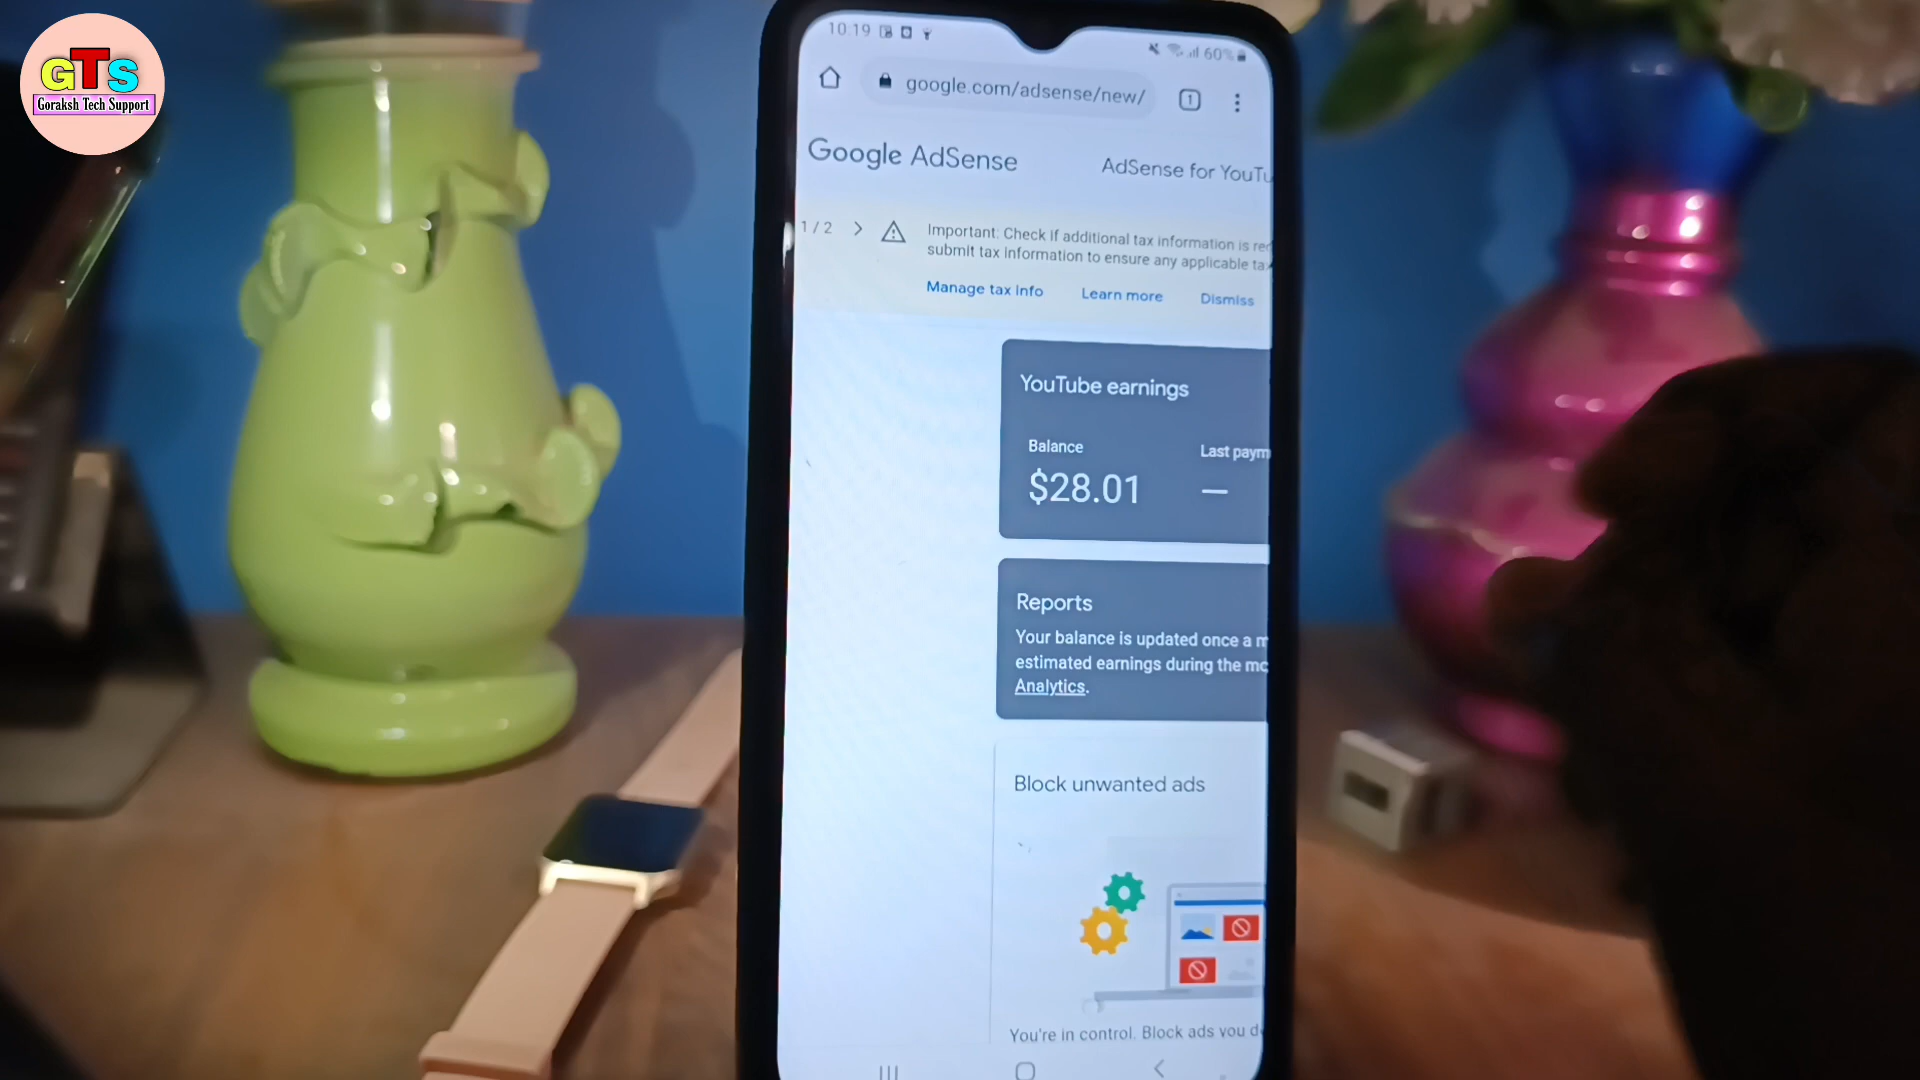 GTS
Goraksh Tech Support
10:19
60%
google.com/adsense/new/
1
Google AdSense
AdSense for YouTu
1 / 2
Important: Check if additional tax information is req
submit tax information to ensure any applicable tax
Manage tax info
Learn more
Dismiss
YouTube earnings
Balance
Last paym
$28.01
—
Reports
Your balance is updated once a m
estimated earnings during the mo
Analytics.
Block unwanted ads
You're in control. Block ads you d